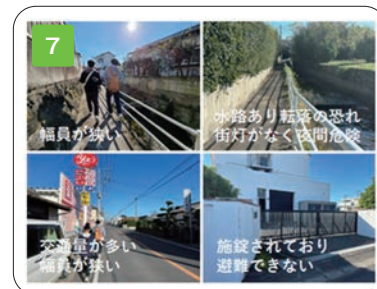 7
幅員が狭い
水路あり転落の恐れ
街灯がなく夜間危険
交通量が多い
幅員が狭い
施錠されており
避難できない